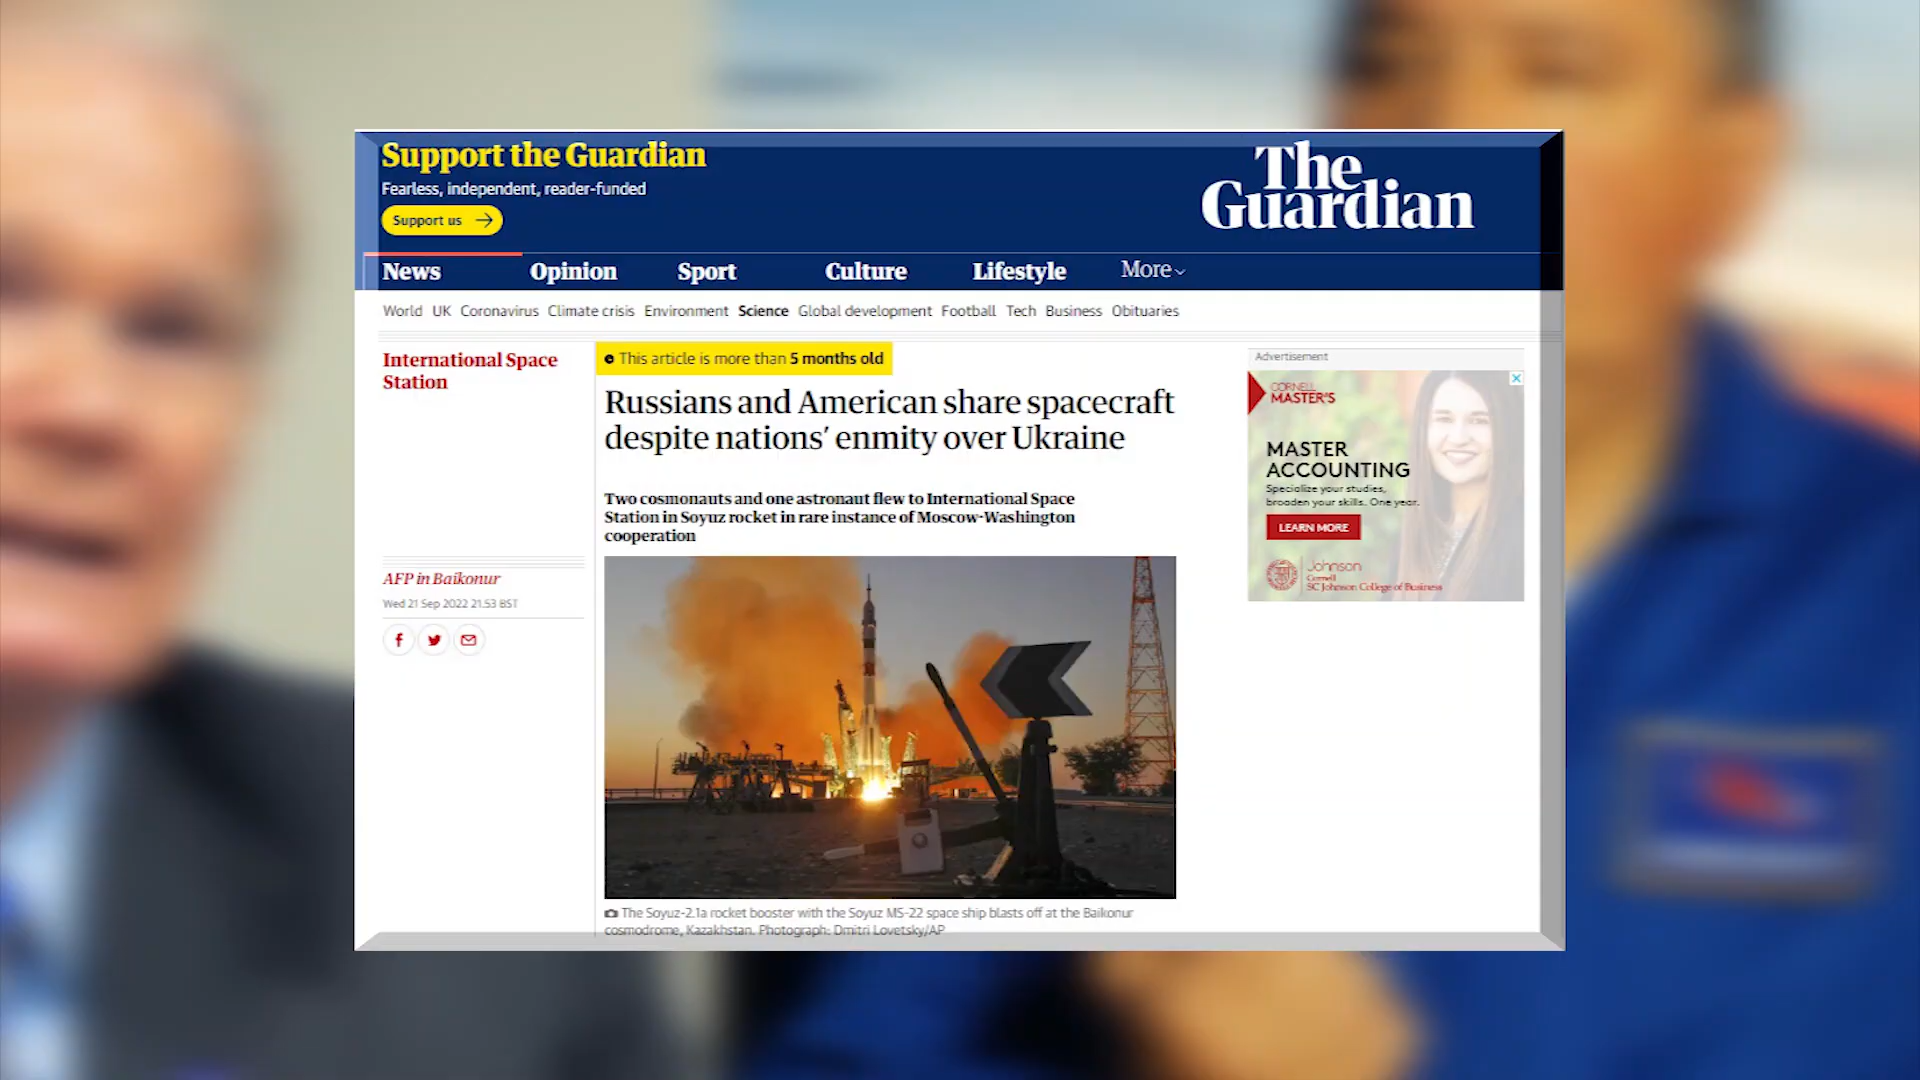 Support the Guardian
Fearless, independent, reader-funded
Support us
The
Guardian
News Opinion Sport Culture Lifestyle More
World UK Coronavirus Climate crisis Environment Science Global development Football Tech Business Obituaries
International Space
Station
This article is more than 5 months old
Russians and American share spacecraft
despite nations' enmity over Ukraine
Two cosmonauts and one astronaut flew to International Space
Station in Soyuz rocket in rare instance of Moscow-Washington
cooperation
AFP in Baikonur
Wed 21 Sep 2022 21.53 BST
The Soyuz-2.1a rocket booster with the Soyuz MS-22 space ship blasts off at the Baikonur
cosmodrome, Kazakhstan. Photograph: Dmitri Lovetsky/AP
Advertisement
CORNELL
MASTER'S
MASTER
ACCOUNTING
Specialize your studies,
broaden your skills. One year.
LEARN MORE
Johnson
Cornell
SC Johnson College of Business